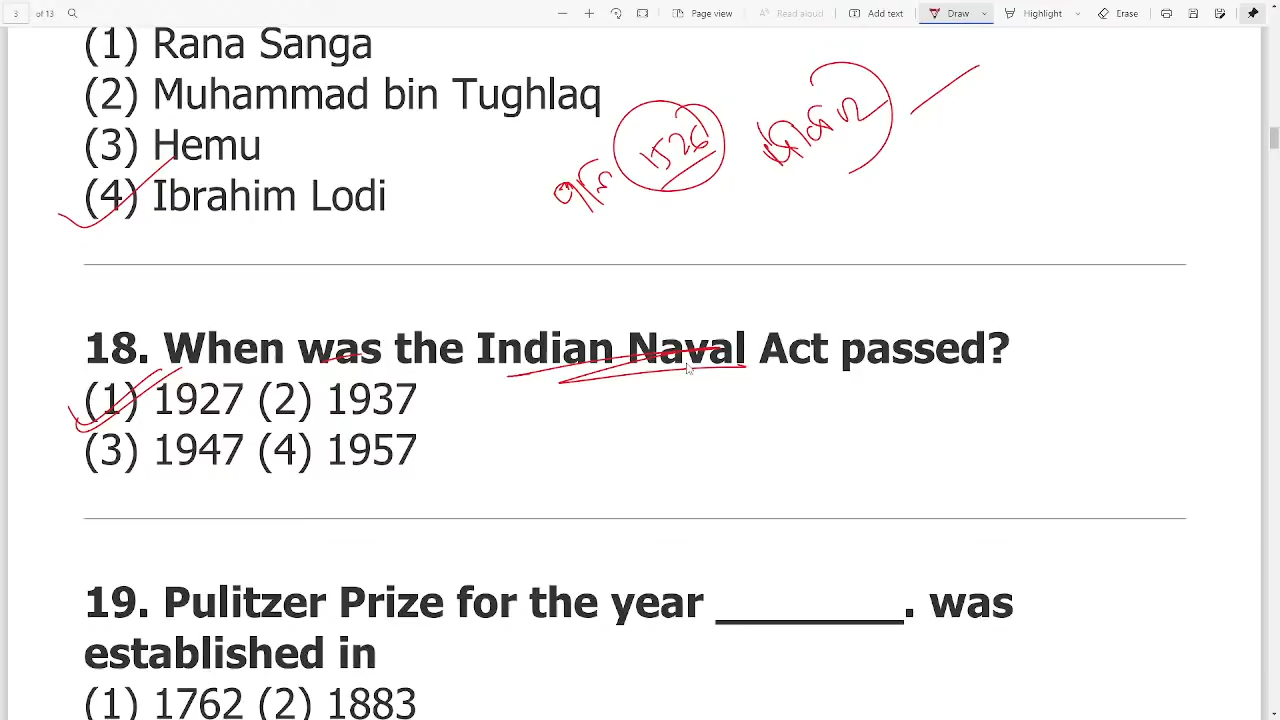 3 of 13 Page view Read aloud Add text Draw Highlight Erase
(1) Rana Sanga
(2) Muhammad bin Tughlaq
(3) Hemu
1526
(4) Ibrahim Lodi
18. When was the Indian Naval Act passed?
(1) 1927 (2) 1937
(3) 1947 (4) 1957
19. Pulitzer Prize for the year ________. was
established in
(1) 1762 (2) 1883